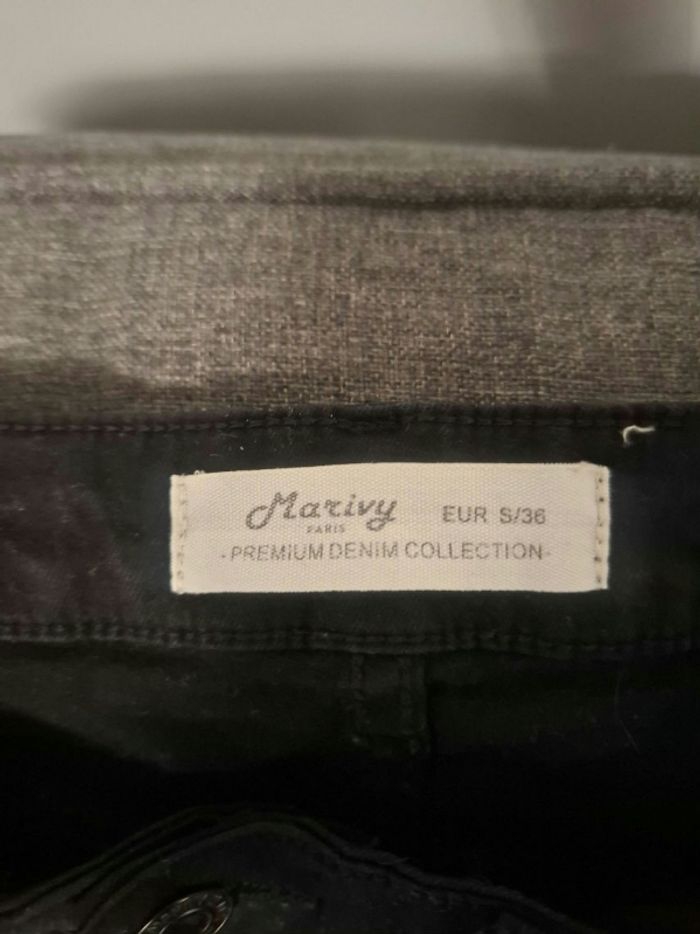 Marivy EUR S/36
PARIS
- PREMIUM DENIM COLLECTION -